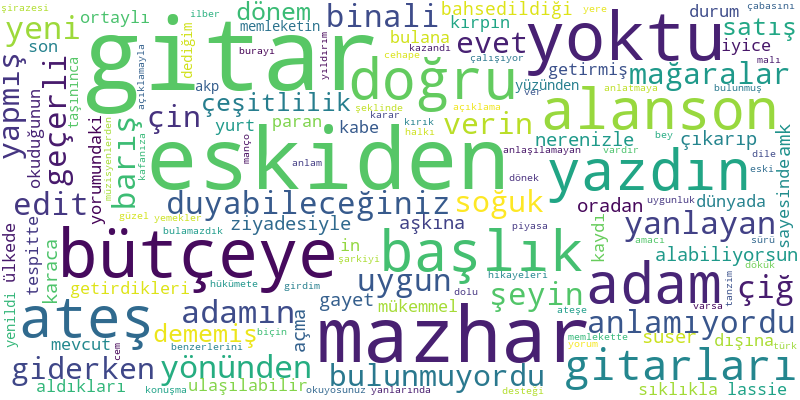 gitar
yoktu
eskiden
bütçeye
mazhar
ateş
doğru
alanson
yazdın
başlık
adam
gitarları
duyabileceğiniz
anlamıyordu
bulunmuyordu
yanlayan
mağaralar
çeşitlilik
binali
yeni
evet
dönem
yapmış
geçerli
barış
çin
verin
edit
soğuk
uygun
şeyin
çiğ
adamın
yönünden
giderken
dememiş
satış
ortaylı
ilber
şirazesi
son
memleketin
dediğim
akp
yıldırım
burayı
açıklamayla
taşınınca
okuduğunun
yorumundaki
müzisyenlerden
kafanıza
manço
yurt
paran
kabe
anlam
kırık
halkı
karar
şeklinde
cehape
yüzünden
bulana
kırpın
bahsedildiği
kazandı
çalışıyor
getirmiş
açıklama
ver
anlatmaya
bulunmuş
durum
yere
çabasını
iyice
malı
nerenizle
çıkarıp
anlaşılamayan
vardır
bey
dile
eski
dönek
uygunluk
oradan
dünyada
sayesindeamk
kaydı
alabiliyorsun
amacı
sürü
dışına
süser
dökük
tanzim
varsa
memlekette
türk
yorum
ateşe
desteği
sıklıkla
lassie
hikayeleri
piyasa
aşkına
ziyadesiyle
in
şarkıyı
mükemmel
gayet
dolu
açma
girdim
hükümete
ulaşılabilir
biçin
benzerlerini
cem
konuşma
okuyosunuz
yanlarında
aldıkları
mevcut
getirdikleri
bulamazdık
güzel
yemekler
karaca
tespitte
ülkede
yenildi